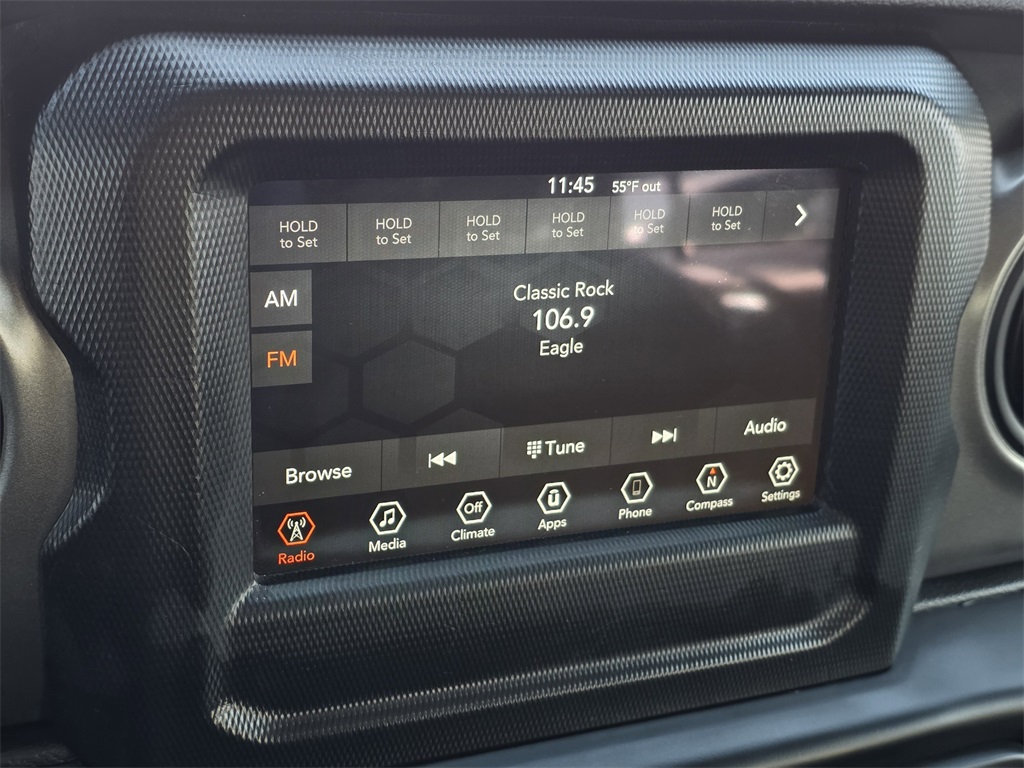 11:45 55°F out
HOLD to Set
HOLD to Set
HOLD to Set
HOLD to Set
HOLD to Set
HOLD to Set
AM
FM
Classic Rock
106.9
Eagle
Browse Tune Audio
Radio Media Off Climate Apps Phone N Compass Settings